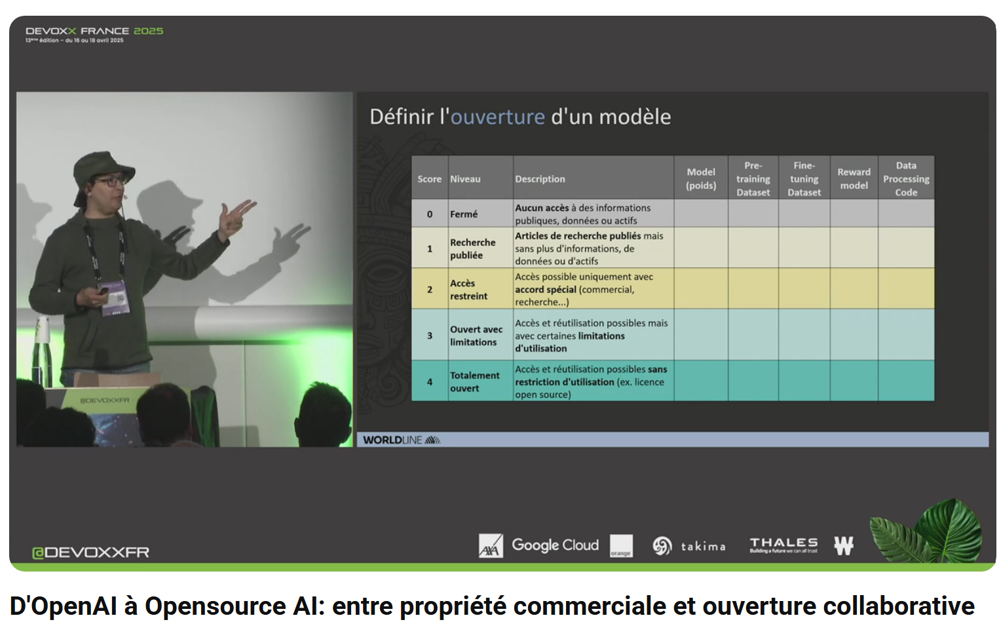 DEVOXX FRANCE 2025
13ème édition – du 16 au 18 avril 2025
Définir l'ouverture d'un modèle
Score Niveau Description Model (poids) Pre-training Dataset Fine-tuning Dataset Reward model Data Processing Code
0 Fermé Aucun accès à des informations publiques, données ou actifs
1 Recherche publiée Articles de recherche publiés mais sans plus d'informations, de données ou d'actifs
2 Accès restreint Accès possible uniquement avec accord spécial (commercial, recherche...)
3 Ouvert avec limitations Accès et réutilisation possibles mais avec certaines limitations d'utilisation
4 Totalement ouvert Accès et réutilisation possibles sans restriction d'utilisation (ex. licence open source)
@DEVOXXFR
WORLDLINE
@DEVOXXFR
AXA
Google Cloud
orange
takima
THALES
Building a future we can all trust
W
D'OpenAI à Opensource AI: entre propriété commerciale et ouverture collaborative